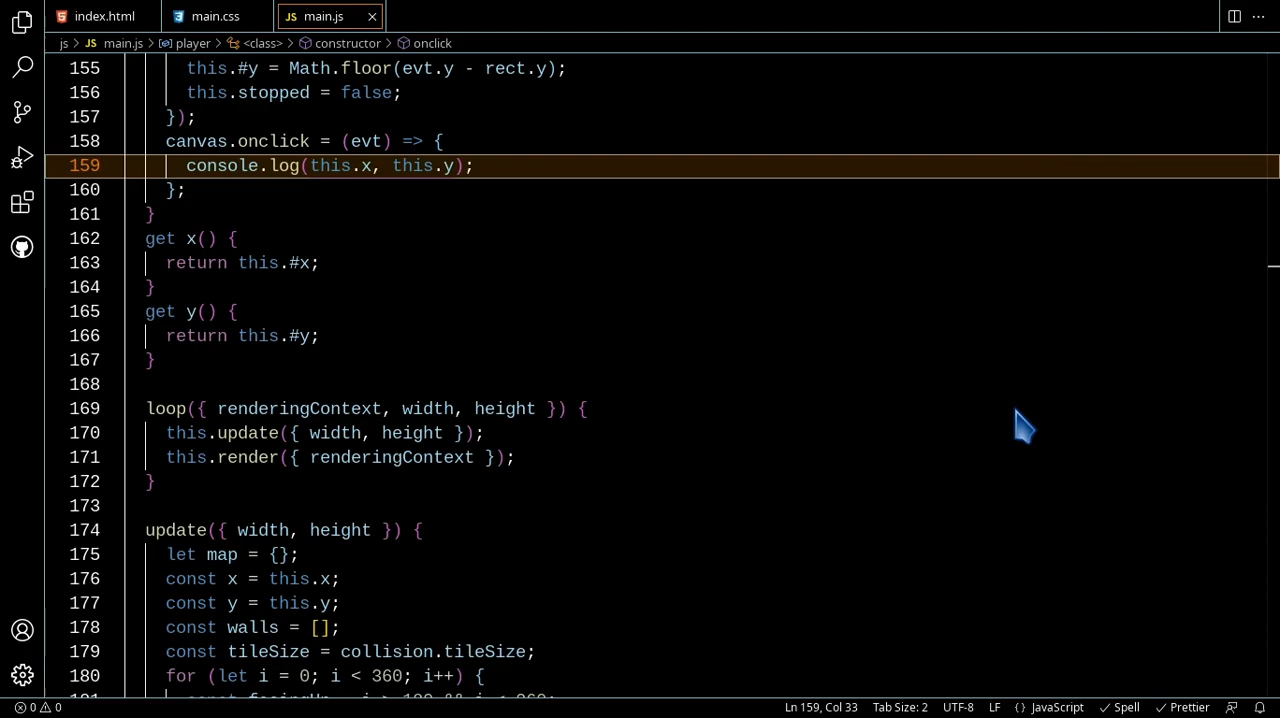 index.html
main.css
JS main.js
js > JS main.js > player > <class> > constructor > onclick
155 this.#y = Math.floor(evt.y - rect.y);
156 this.stopped = false;
157 });
158 canvas.onclick = (evt) => {
159 console.log(this.x, this.y);
160 };
161 }
162 get x() {
163 return this.#x;
164 }
165 get y() {
166 return this.#y;
167 }
168
169 loop({ renderingContext, width, height }) {
170 this.update({ width, height });
171 this.render({ renderingContext });
172 }
173
174 update({ width, height }) {
175 let map = {};
176 const x = this.x;
177 const y = this.y;
178 const walls = [];
179 const tileSize = collision.tileSize;
180 for (let i = 0; i < 360; i++) {
0 0 Ln 159, Col 33 Tab Size: 2 UTF-8 LF {} JavaScript Spell Prettier